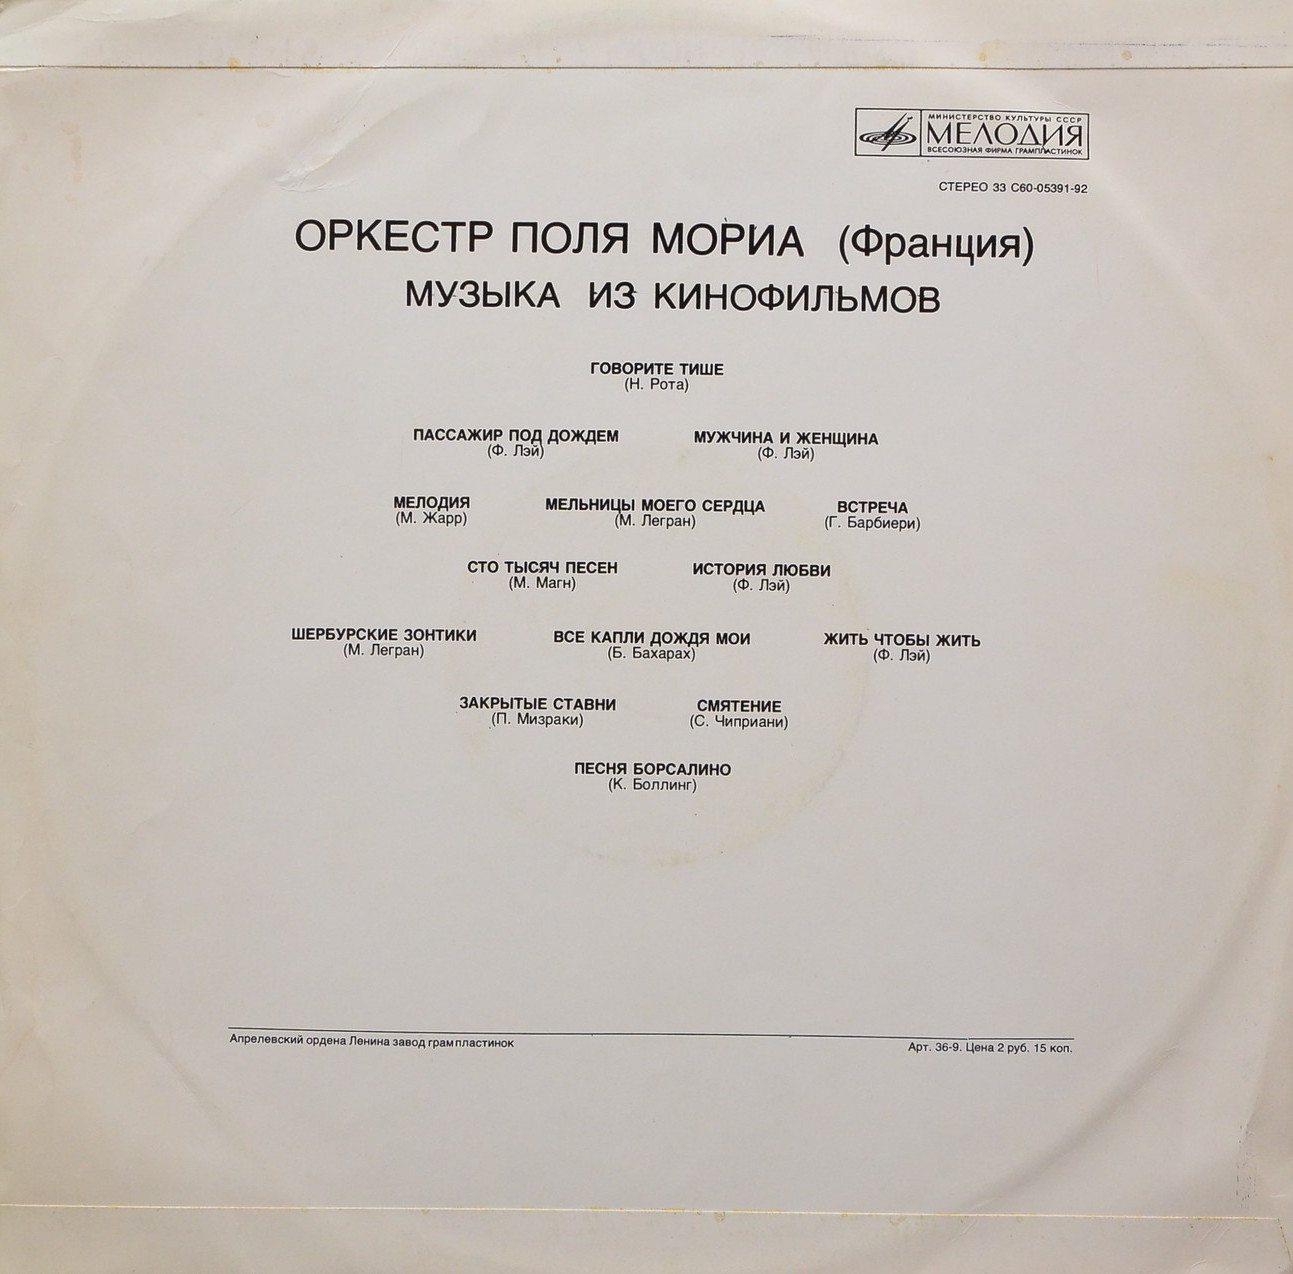 МИНИСТЕРСТВО КУЛЬТУРЫ СССР
МЕЛОДИЯ
ВСЕСОЮЗНАЯ ФИРМА ГРАМПЛАСТИНОК
СТЕРЕО 33 С60-05391-92
ОРКЕСТР ПОЛЯ МОРИА (Франция)
МУЗЫКА ИЗ КИНОФИЛЬМОВ
ГОВОРИТЕ ТИШЕ
(Н. Рота)
ПАССАЖИР ПОД ДОЖДЕМ МУЖЧИНА И ЖЕНЩИНА
(Ф. Лэй) (Ф. Лэй)
МЕЛОДИЯ МЕЛЬНИЦЫ МОЕГО СЕРДЦА ВСТРЕЧА
(М. Жарр) (М. Легран) (Г. Барбиери)
СТО ТЫСЯЧ ПЕСЕН ИСТОРИЯ ЛЮБВИ
(М. Магн) (Ф. Лэй)
ШЕРБУРСКИЕ ЗОНТИКИ ВСЕ КАПЛИ ДОЖДЯ МОИ ЖИТЬ ЧТОБЫ ЖИТЬ
(М. Легран) (Б. Бахарах) (Ф. Лэй)
ЗАКРЫТЫЕ СТАВНИ СМЯТЕНИЕ
(П. Мизраки) (С. Чиприани)
ПЕСНЯ БОРСАЛИНО
(К. Боллинг)
Апрелевский ордена Ленина завод грампластинок Арт. 36-9. Цена 2 руб. 15 коп.